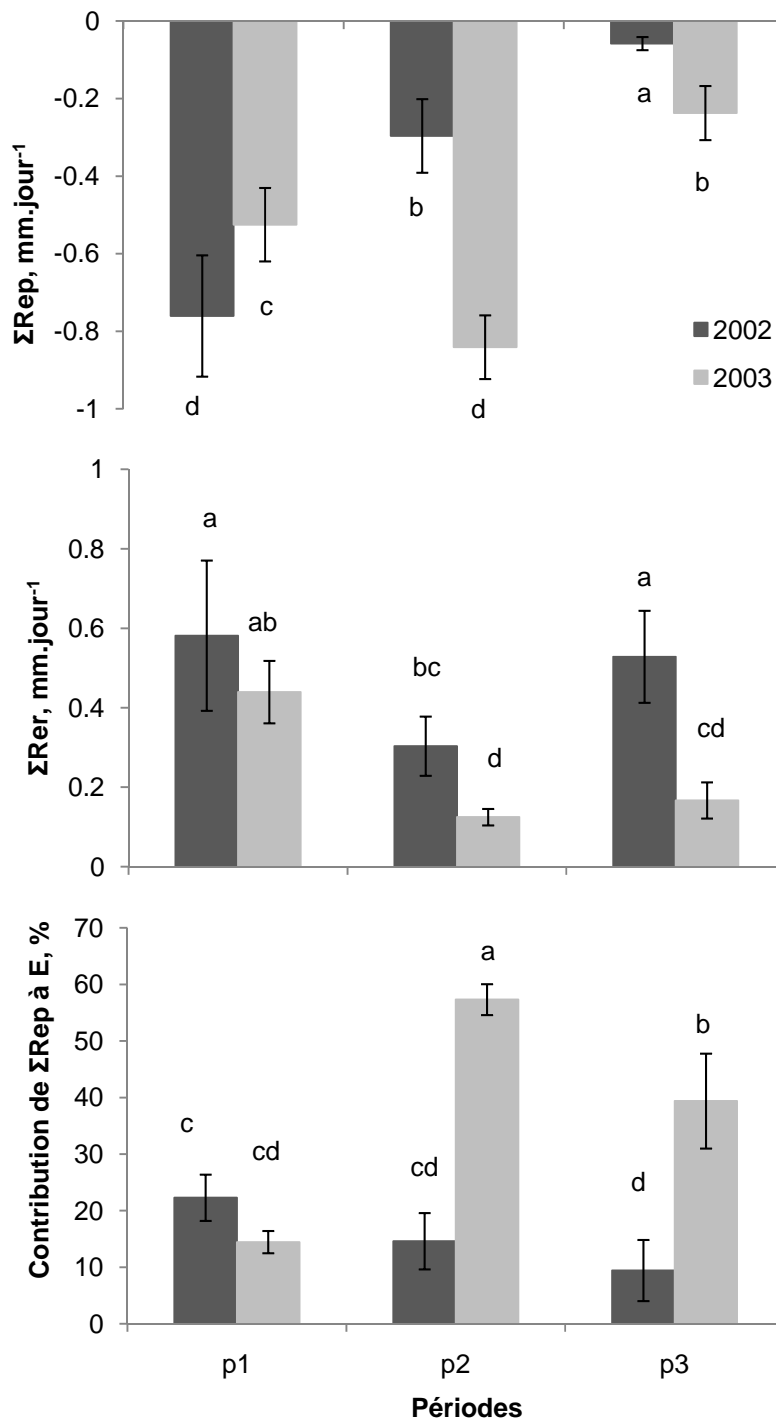 0
-0.2
-0.4
-0.6
-0.8
-1
ΣRep, mm.jour⁻¹
d
c
b
d
a
b
2002
2003
1
0.8
0.6
0.4
0.2
0
ΣRer, mm.jour⁻¹
a
ab
bc
d
a
cd
70
60
50
40
30
20
10
0
Contribution de ΣRep à E, %
c
cd
cd
a
d
b
p1
p2
p3
Périodes